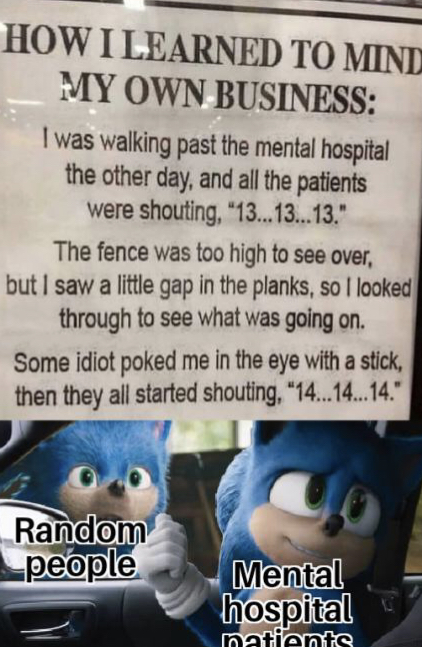 HOW I LEARNED TO MIND
MY OWN BUSINESS:
I was walking past the mental hospital
the other day, and all the patients
were shouting, "13...13...13."
The fence was too high to see over,
but I saw a little gap in the planks, so I looked
through to see what was going on.
Some idiot poked me in the eye with a stick,
then they all started shouting, "14...14...14."
Random
people
Mental
hospital
patients